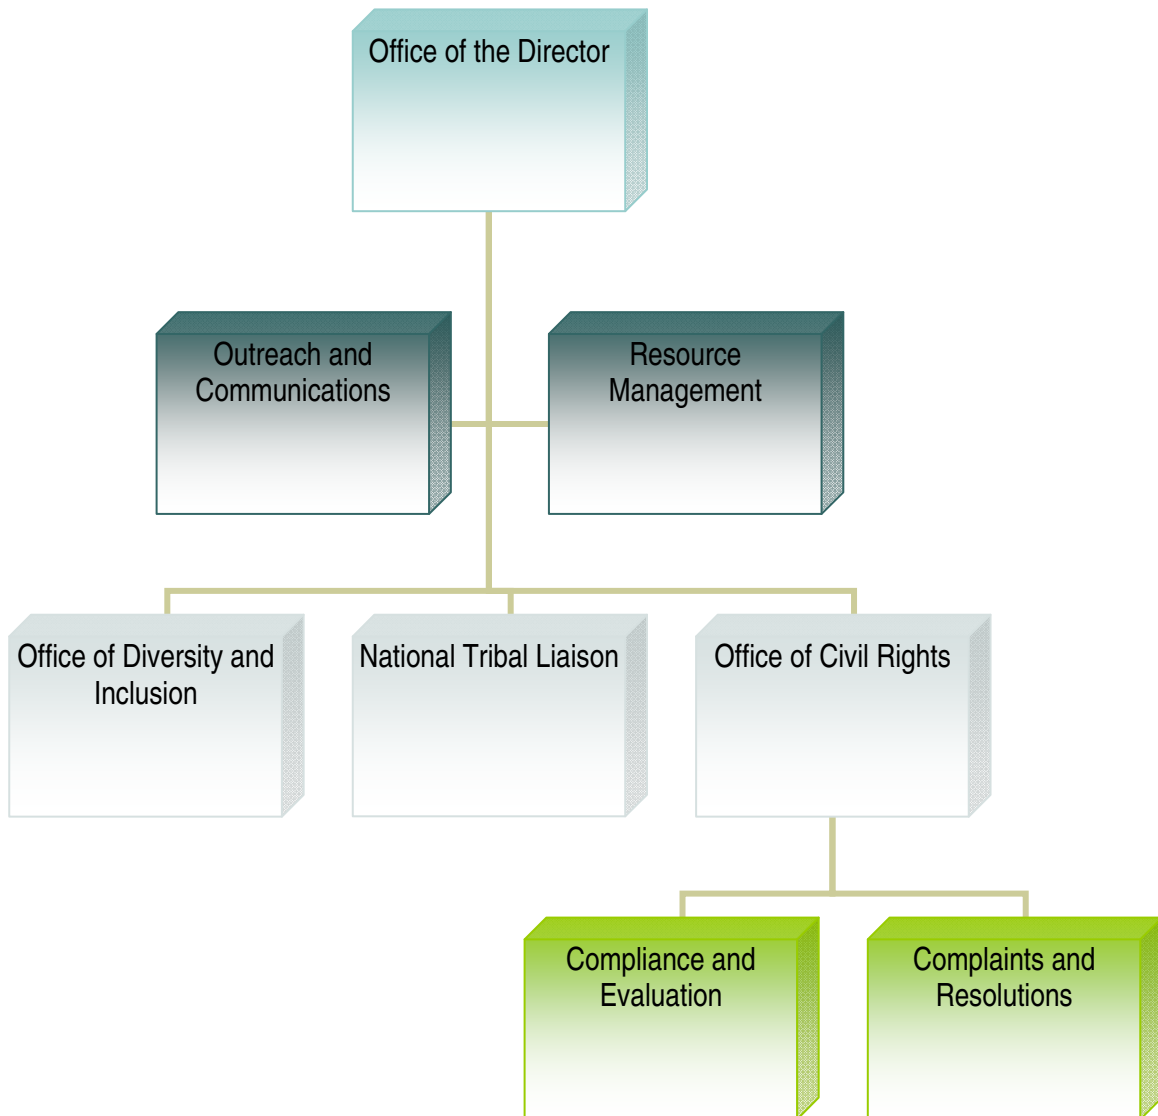 Office of the Director
Outreach and
Communications
Resource
Management
Office of Diversity and
Inclusion
National Tribal Liaison
Office of Civil Rights
Compliance and
Evaluation
Complaints and
Resolutions